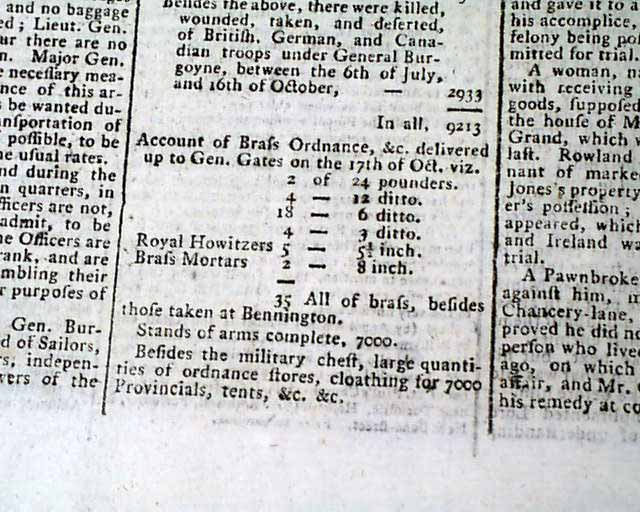 and no baggage
ed; Lieut. Gen.
ur there are no
n. Major Gen.
e neceſſary mea-
nce of this ar-
s be wanted du-
anſportation of
poſſible, to be
he uſual rates.
nd during the
n quarters, in
fficers are not,
admit, to be
he Officers are
rank, and are
mbling their
r purpoſes of
Gen. Bur-
d of Sailors,
rs, indepen-
wers of the
Beſides the above, there were killed,
wounded, taken, and deſerted,
of Britiſh, German, and Cana-
dian troops under General Bur-
goyne, between the 6th of July,
and 16th of October, — 2933
In all, 9213
Account of Braſs Ordnance, &c. delivered
up to Gen. Gates on the 17th of Oct. viz.
2 of 24 pounders.
4 — 12 ditto.
18 — 6 ditto.
4 — 3 ditto.
Royal Howitzers 5 — 5½ inch.
Braſs Mortars 2 — 8 inch.
35 All of braſs, beſides
thoſe taken at Bennington.
Stands of arms complete, 7000.
Beſides the military cheſt, large quanti-
ties of ordnance ſtores, cloathing for 7000
Provincials, tents, &c. &c.
and gave it to a
his accomplice,
felony being poſ
mitted for trial.
A woman, n
with receiving
goods, ſuppoſed
the houſe of M
Grand, which w
laſt. Rowland
nant of marke
Jones's property
er's poſſeſſion;
appeared, which
and Ireland wa
trial.
A Pawnbroke
againſt him,
Chancery-lane.
proved he did no
perſon who live
ago, on which
affair, and Mr.
his remedy at co